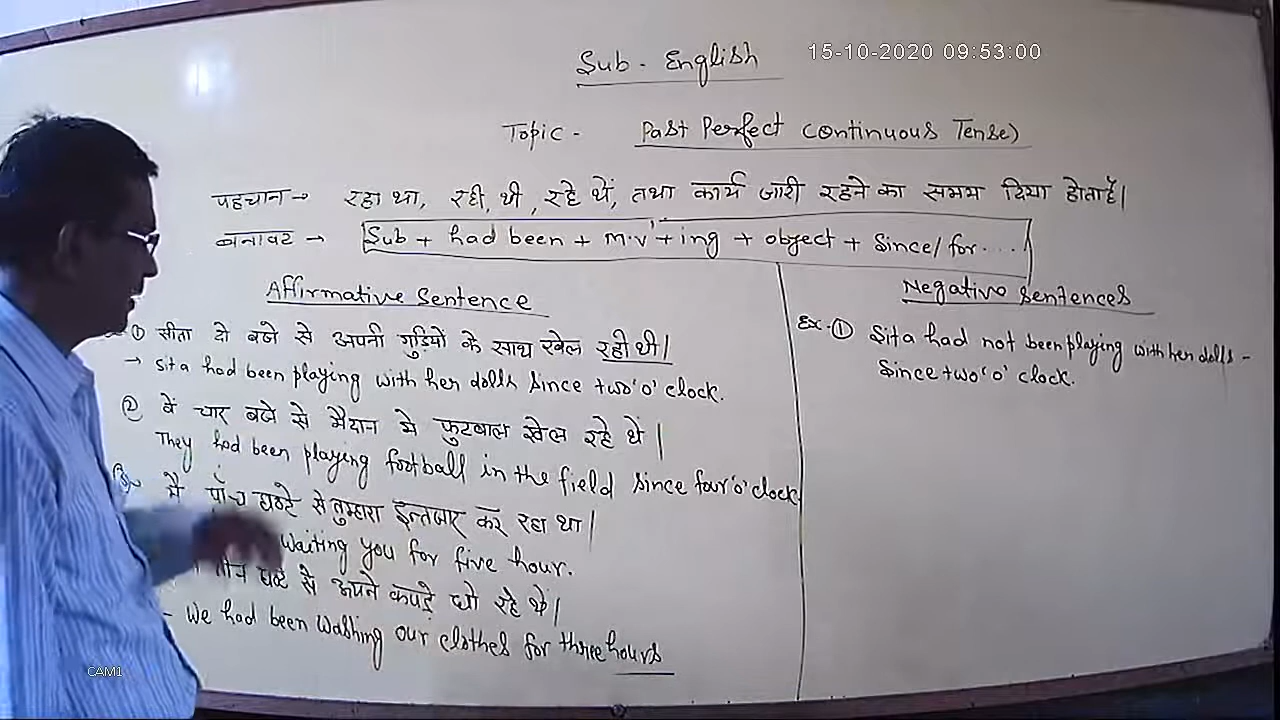 Sub - English
15-10-2020 09:53:00
Topic - Past Perfect Continuous Tense)
पहचान → रहा था, रही, थी, रहे थें, तथा कार्य जारी रहने का समय दिया होता है।
बनावट → Sub + had been + m.v¹ + ing + object + Since/for....
Affirmative Sentence
① सीता दो बजे से अपनी गुड़ियों के साथ खेल रही थी।
→ Sita had been playing with her dolls since two'o' clock.
② वें चार बजे से मैदान मे फुटबाल खेल रहे थें।
They had been playing football in the field since four'o'clock.
मै पाँच घण्टे से तुम्हारा इन्तजार कर रहा था।
waiting you for five hour.
तीन घंटे से अपने कपड़े धो रहे थें।
- We had been washing our clothes for three hours
Negative Sentences
Ex. ① Sita had not been playing with her dolls -
Since two'o' clock.
CAM1